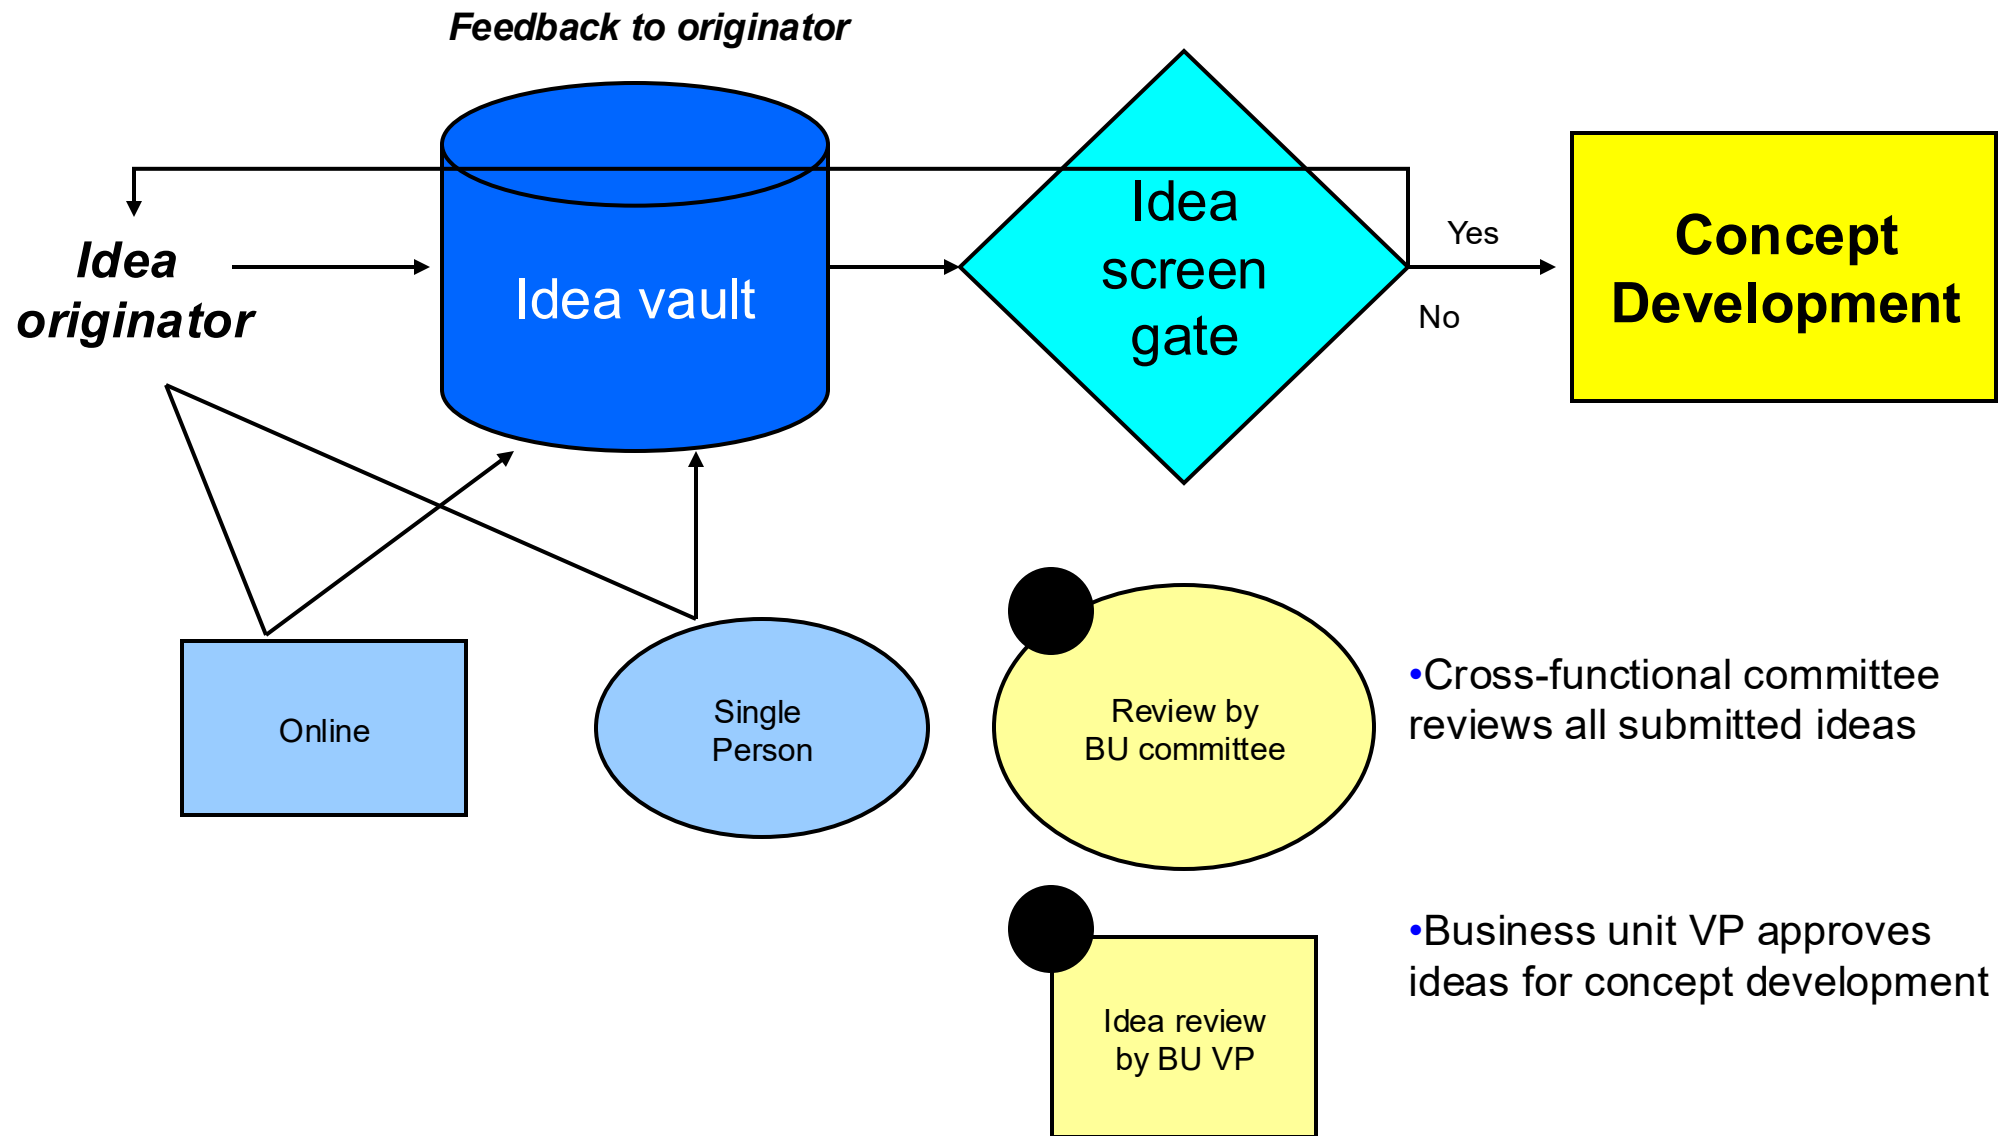 Feedback to originator
Idea
originator
Idea vault
Idea
screen
gate
Yes
No
Concept
Development
Online
Single
Person
Review by
BU committee
•Cross-functional committee
reviews all submitted ideas
Idea review
by BU VP
•Business unit VP approves
ideas for concept development